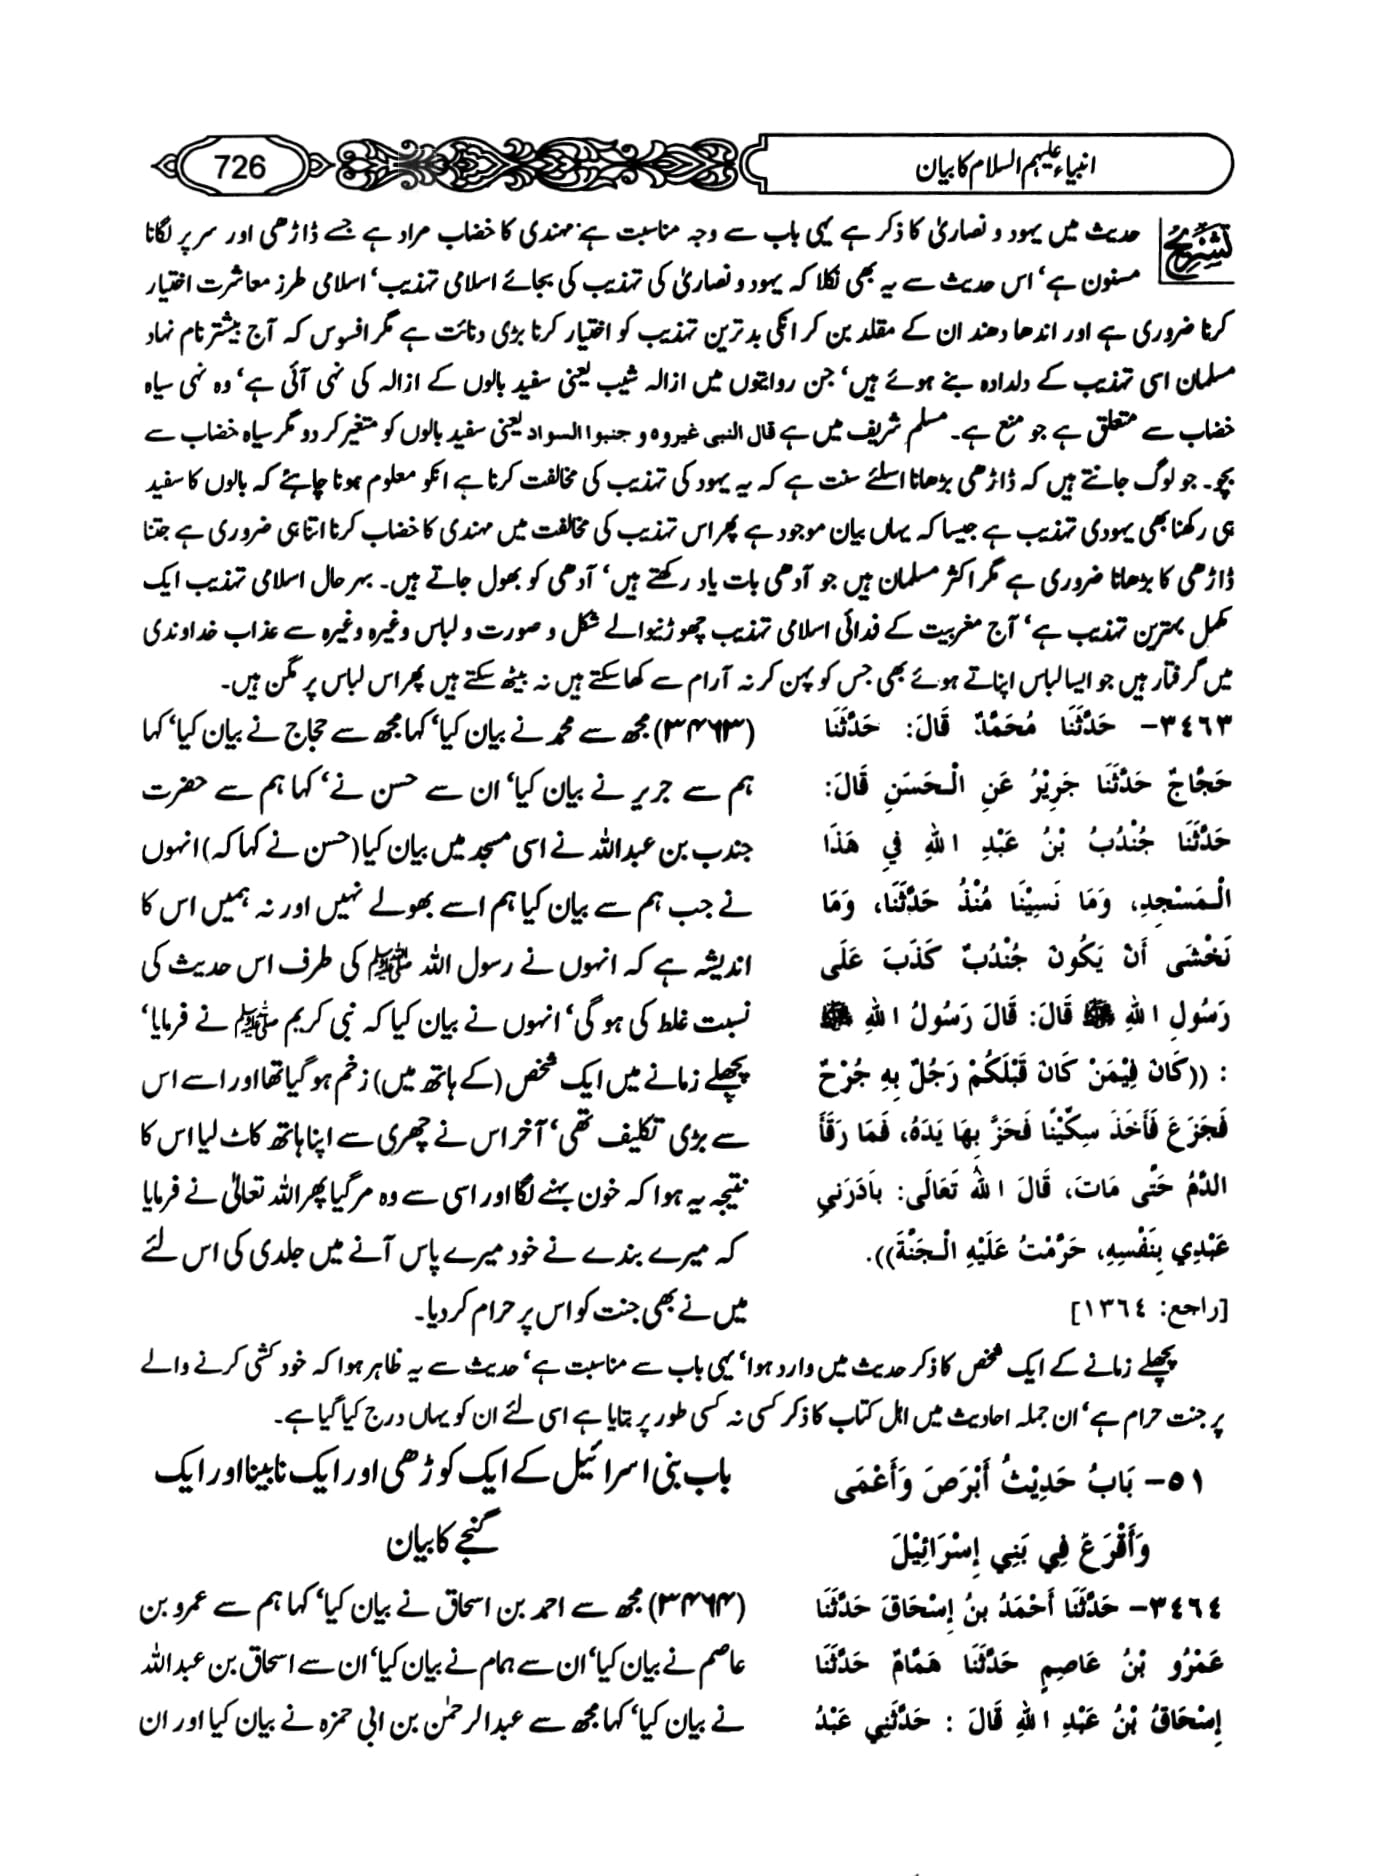 انبیاء علیہم السلام کا بیان
726
تشریح
حدیث میں یہود و نصاریٰ کا ذکر ہے یہی باب سے وجہ مناسبت ہے۔ مہندی کا خضاب مراد ہے جسے ڈاڑھی اور سر پر لگانا
مسنون ہے‘ اس حدیث سے یہ بھی نکلا کہ یہود و نصاریٰ کی تہذیب کی بجائے اسلامی تہذیب‘ اسلامی طرز معاشرت اختیار
کرنا ضروری ہے اور اندھا دھند ان کے مقلد بن کر انکی بدترین تہذیب کو اختیار کرنا بڑی دنائت ہے مگر افسوس کہ آج بیشتر نام نہاد
مسلمان اسی تہذیب کے دلدادہ بنے ہوئے ہیں‘ جن روایتوں میں ازالہ شیب یعنی سفید بالوں کے ازالہ کی نہی آئی ہے‘ وہ نہی سیاہ
خضاب سے متعلق ہے جو منع ہے۔ مسلم شریف میں ہے قال النبی غیروہ و جنبوا السواد یعنی سفید بالوں کو متغیر کر دو مگر سیاہ خضاب سے
بچو۔ جو لوگ جانتے ہیں کہ ڈاڑھی بڑھانا اسلئے سنت ہے کہ یہ یہود کی تہذیب کی مخالفت کرنا ہے انکو معلوم ہونا چاہئے کہ بالوں کا سفید
ہی رکھنا بھی یہودی تہذیب ہے جیسا کہ یہاں بیان موجود ہے پھر اس تہذیب کی مخالفت میں مہندی کا خضاب کرنا اتنا ہی ضروری ہے جتنا
ڈاڑھی کا بڑھانا ضروری ہے مگر اکثر مسلمان ہیں جو آدھی بات یاد رکھتے ہیں‘ آدھی کو بھول جاتے ہیں۔ بہر حال اسلامی تہذیب ایک
مکمل بہترین تہذیب ہے‘ آج مغربیت کے فدائی اسلامی تہذیب چھوڑنیوالے شکل و صورت و لباس وغیرہ وغیرہ سے عذاب خداوندی
میں گرفتار ہیں جو ایسا لباس اپناتے ہوئے بھی جس کو پہن کر نہ آرام سے کھا سکتے ہیں نہ بیٹھ سکتے ہیں پھر اس لباس پر مگن ہیں۔
٣٤٦٣- حَدَّثَنَا مُحَمَّدٌ قَالَ: حَدَّثَنَا
حَجَّاجٌ حَدَّثَنَا جَرِيْرُ عَنِ الْحَسَنِ قَالَ:
حَدَّثَنَا جُنْدُبُ بْنُ عَبْدِ اللهِ فِي هَذَا
الْـمَسْجِدِ، وَمَا نَسِيْنَا مُنْذُ حَدَّثَنَا، وَمَا
نَخْشَى أَنْ يَكُونَ جُنْدُبٌ كَذَبَ عَلَى
رَسُولِ اللهِ ﷺ قَالَ: قَالَ رَسُولُ اللهِ ﷺ
: ((كَانَ فِيْمَنْ كَانَ قَبْلَكُمْ رَجُلٌ بِهِ جُرْحٌ
فَجَزَعَ فَأَخَذَ سِكِّيْنًا فَحَزَّ بِهَا يَدَهُ، فَمَا رَقَأَ
الدَّمُ حَتَّى مَاتَ، قَالَ اللهُ تَعَالَى: بَادَرَنِي
عَبْدِي بِنَفْسِهِ، حَرَّمْتُ عَلَيْهِ الْـجَنَّةَ)).
[راجع: ١٣٦٤]
(۳۴۶۳) مجھ سے محمد نے بیان کیا‘ کہا مجھ سے حجاج نے بیان کیا‘ کہا
ہم سے جریر نے بیان کیا‘ ان سے حسن نے‘ کہا ہم سے حضرت
جندب بن عبداللہ نے اسی مسجد میں بیان کیا (حسن نے کہا کہ) انہوں
نے جب ہم سے بیان کیا ہم اسے بھولے نہیں اور نہ ہمیں اس کا
اندیشہ ہے کہ انہوں نے رسول اللہ ﷺ کی طرف اس حدیث کی
نسبت غلط کی ہو گی‘ انہوں نے بیان کیا کہ نبی کریم ﷺ نے فرمایا‘
پچھلے زمانے میں ایک شخص (کے ہاتھ میں) زخم ہو گیا تھا اور اسے اس
سے بڑی تکلیف تھی‘ آخر اس نے چھری سے اپنا ہاتھ کاٹ لیا اس کا
نتیجہ یہ ہوا کہ خون بہنے لگا اور اسی سے وہ مر گیا پھر اللہ تعالیٰ نے فرمایا
کہ میرے بندے نے خود میرے پاس آنے میں جلدی کی اس لئے
میں نے بھی جنت کو اس پر حرام کر دیا۔
پچھلے زمانے کے ایک شخص کا ذکر حدیث میں وارد ہوا‘ یہی باب سے مناسبت ہے‘ حدیث سے یہ ظاہر ہوا کہ خود کشی کرنے والے
پر جنت حرام ہے‘ ان جملہ احادیث میں اہل کتاب کا ذکر کسی نہ کسی طور پر بتایا ہے اسی لئے ان کو یہاں درج کیا گیا ہے۔
٥١- بَابُ حَدِيْثُ أَبْرَصَ وَأَعْمَى
وَأَقْرَعَ فِي بَنِي إِسْرَائِيْلَ
باب بنی اسرائیل کے ایک کوڑھی اور ایک نابینا اور ایک
گنجے کا بیان
٣٤٦٤- حَدَّثَنَا أَحْمَدُ بنُ إِسْحَاقَ حَدَّثَنَا
عَمْرُو بْنُ عَاصِمٍ حَدَّثَنَا هَمَّامٌ حَدَّثَنَا
إِسْحَاقُ بْنُ عَبْدِ اللهِ قَالَ : حَدَّثَنِي عَبْدُ
(۳۴۶۴) مجھ سے احمد بن اسحاق نے بیان کیا‘ کہا ہم سے عمرو بن
عاصم نے بیان کیا‘ ان سے ہمام نے بیان کیا‘ ان سے اسحاق بن عبداللہ
نے بیان کیا‘ کہا مجھ سے عبدالرحمٰن بن ابی حمزہ نے بیان کیا اور ان